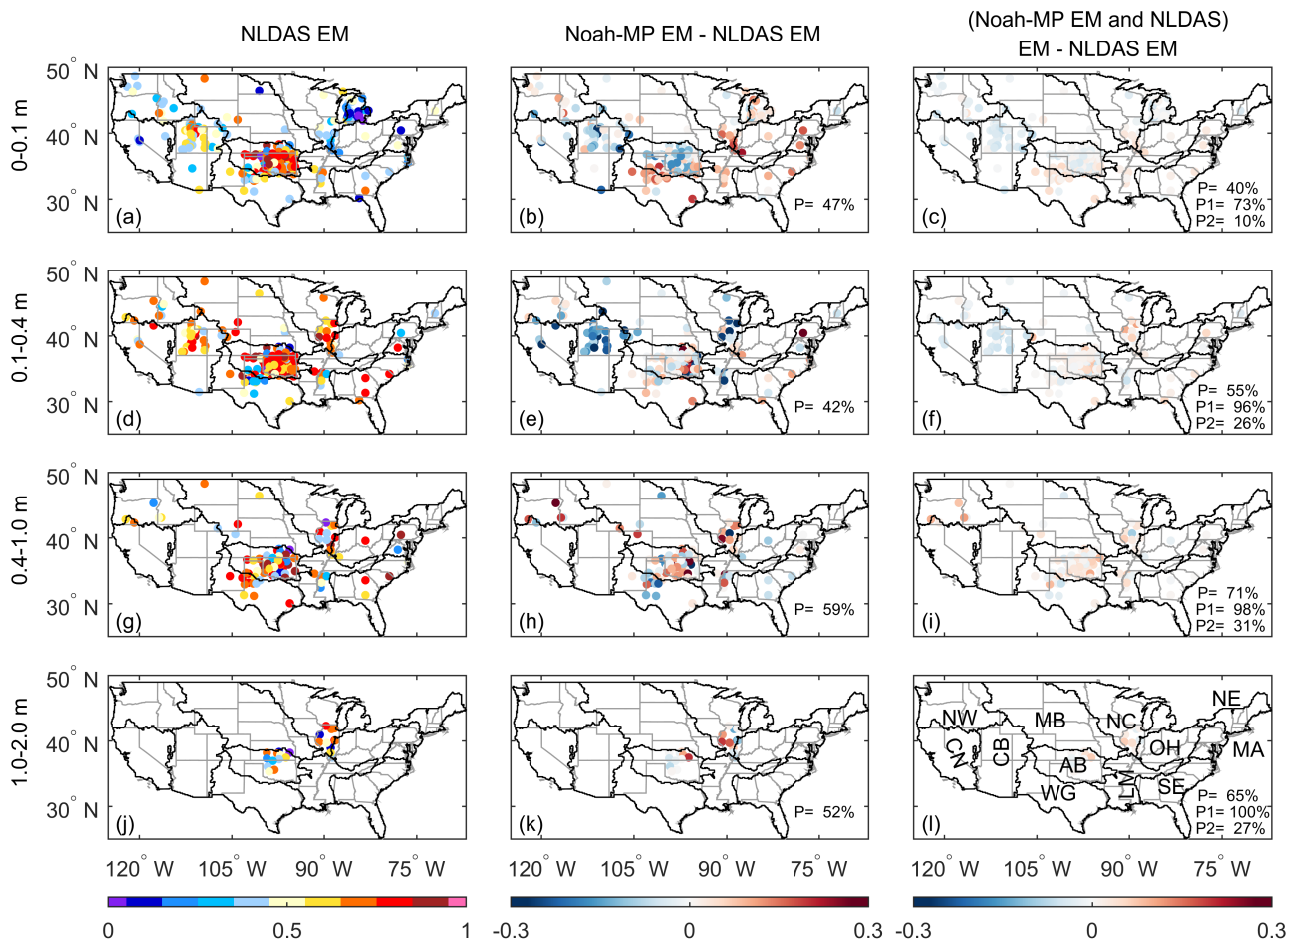 (Noah-MP EM and NLDAS)
NLDAS EM
Noah-MP EM - NLDAS EM
EM - NLDAS EM
0-0.1 m
50° N
40° N
30° N
(a)
(b)
P= 47%
(c)
P= 40%
P1= 73%
P2= 10%
0.1-0.4 m
50° N
40° N
30° N
(d)
(e)
P= 42%
(f)
P= 55%
P1= 96%
P2= 26%
0.4-1.0 m
50° N
40° N
30° N
(g)
(h)
P= 59%
(i)
P= 71%
P1= 98%
P2= 31%
1.0-2.0 m
50° N
40° N
30° N
(j)
(k)
P= 52%
(l)
NW
CN
CB
MB
NC
NE
OH
MA
AB
WG
LM
SE
P= 65%
P1= 100%
P2= 27%
120° W 105° W 90° W 75° W
120° W 105° W 90° W 75° W
120° W 105° W 90° W 75° W
0 0.5 1
-0.3 0 0.3
-0.3 0 0.3